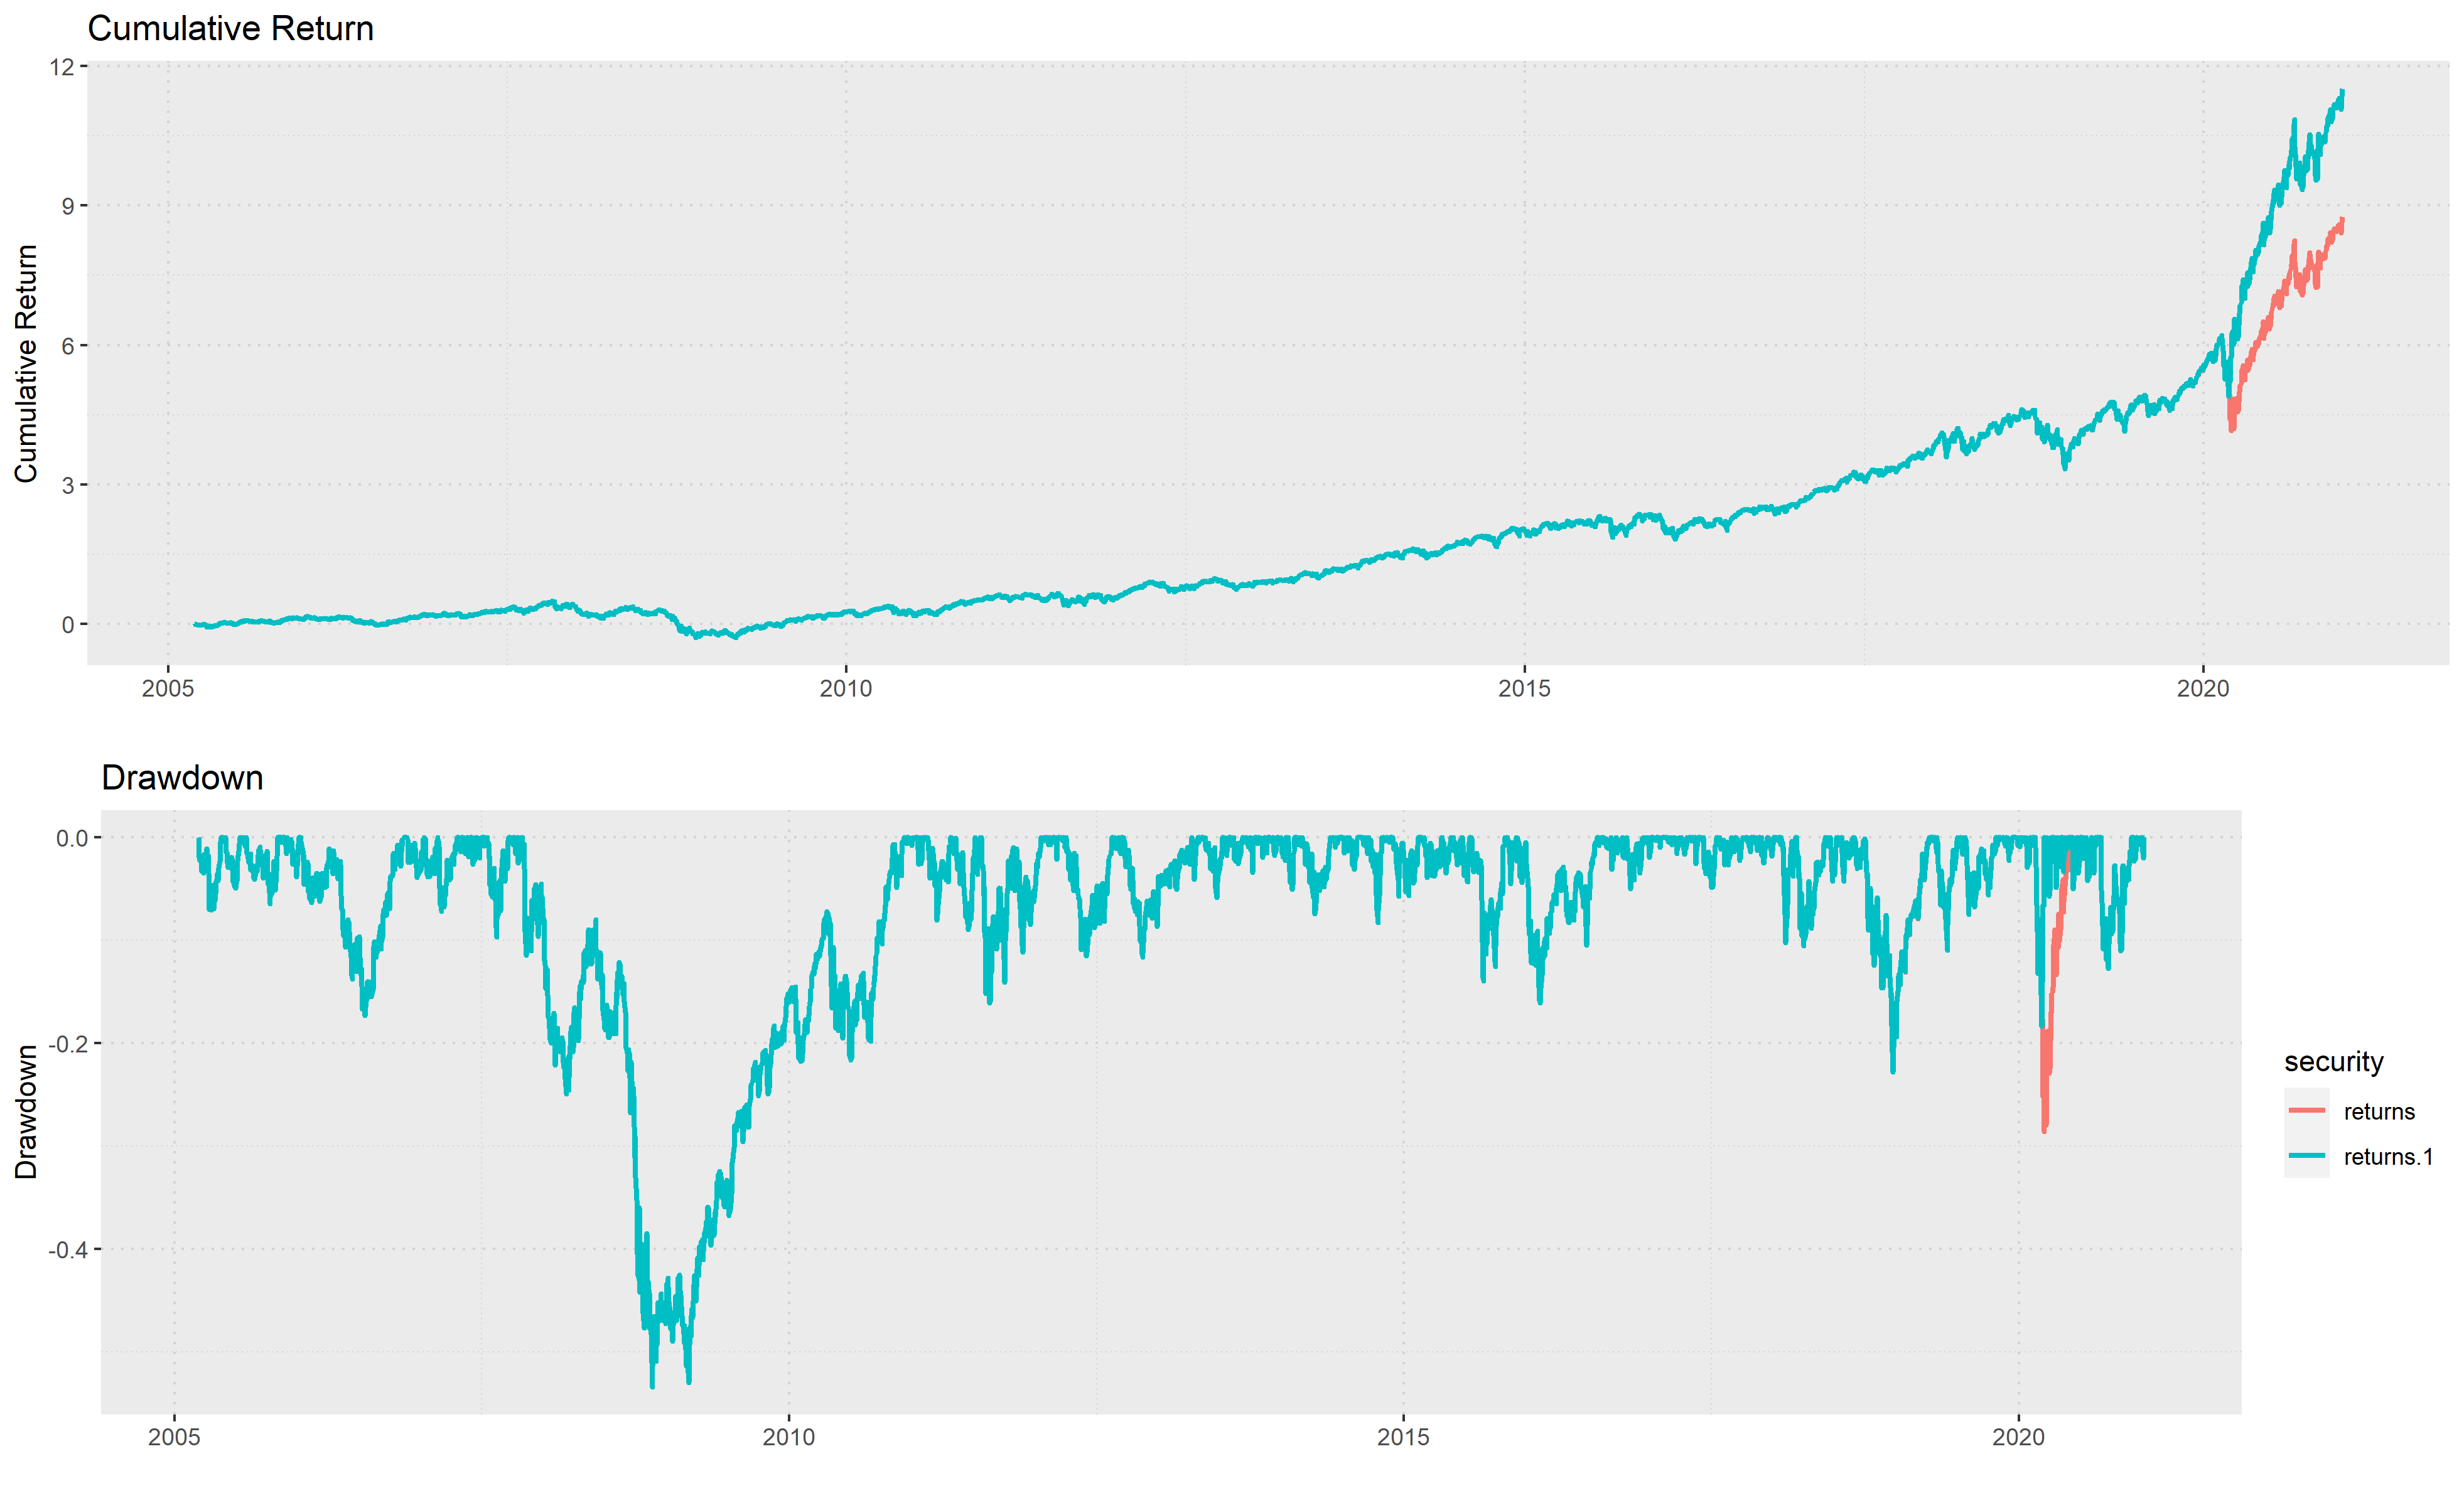 Cumulative Return
Cumulative Return
12
9
6
3
0
2005 2010 2015 2020
Drawdown
Drawdown
0.0
-0.2
-0.4
2005 2010 2015 2020
security
returns
returns.1